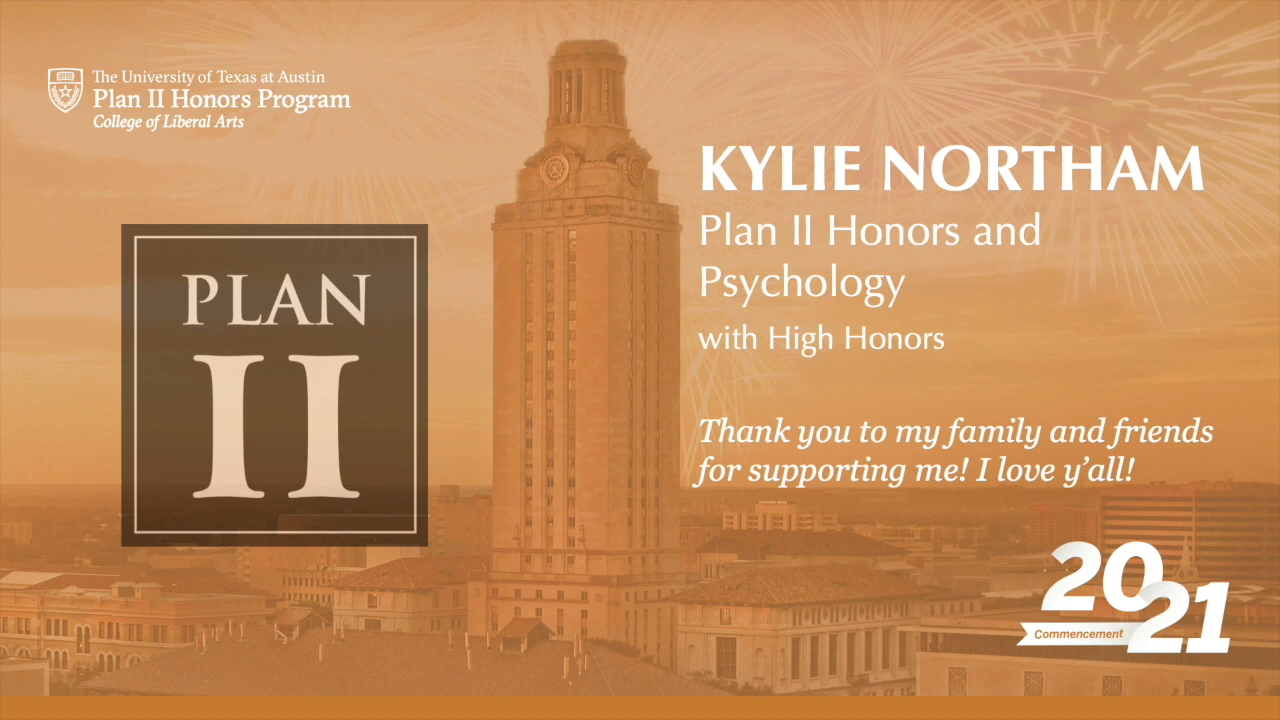 The University of Texas at Austin
Plan II Honors Program
College of Liberal Arts
PLAN
II
KYLIE NORTHAM
Plan II Honors and
Psychology
with High Honors
Thank you to my family and friends
for supporting me! I love y’all!
2021
Commencement